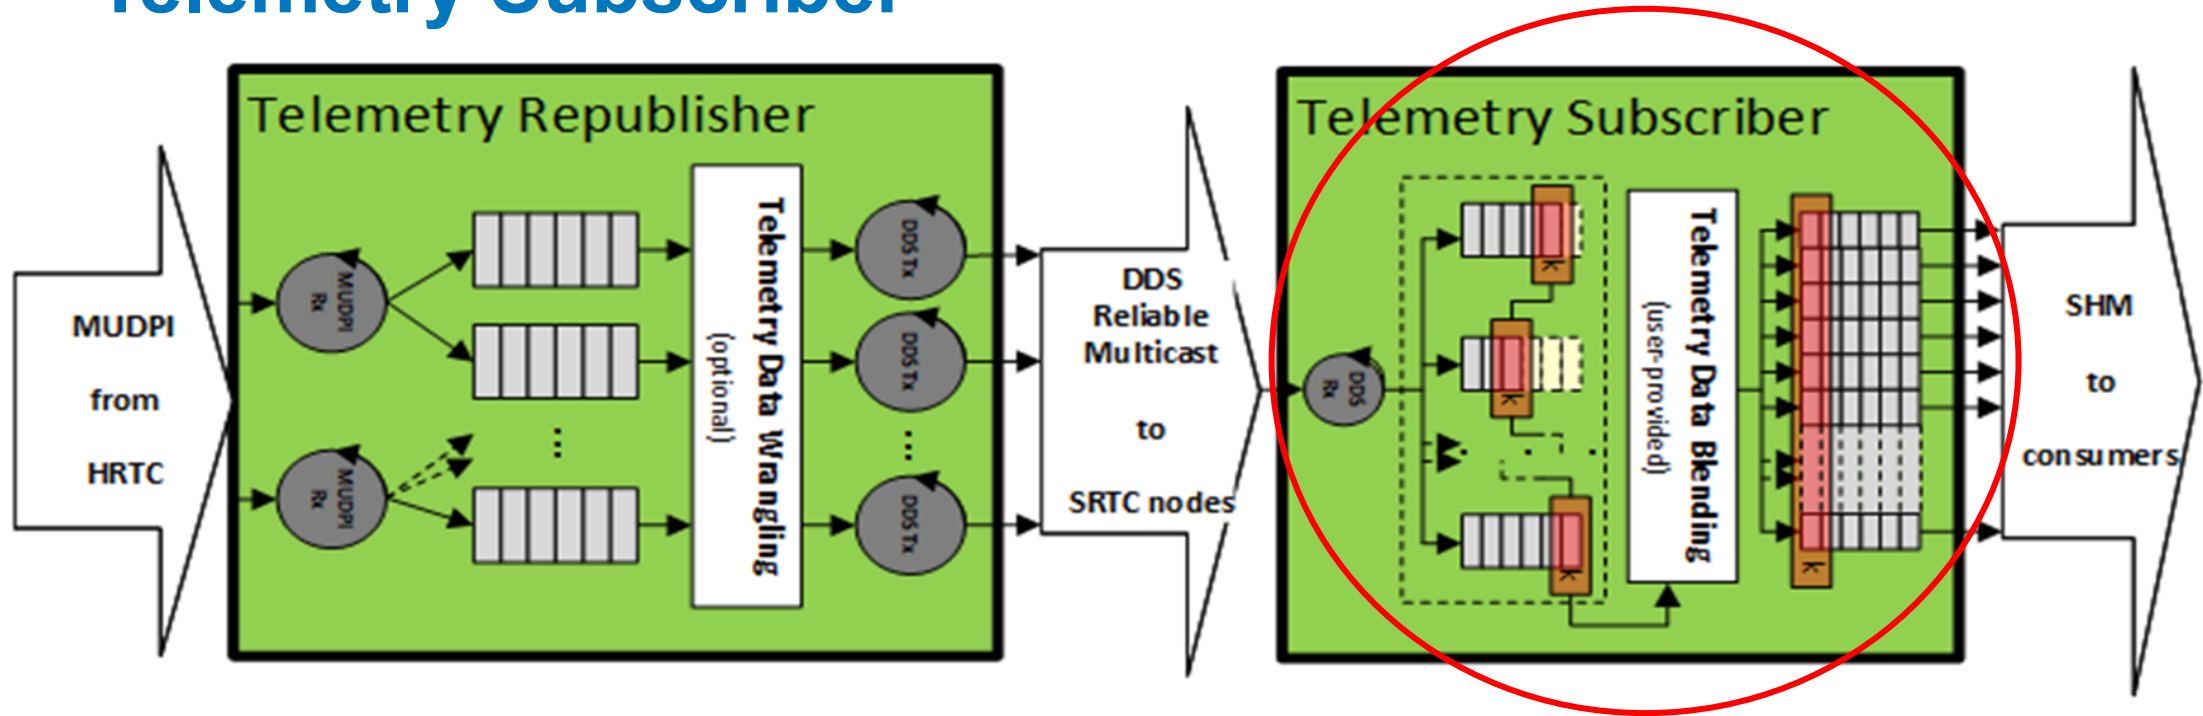 Telemetry Subscriber
Telemetry Republisher
Telemetry Subscriber
MUDPI
from
HRTC
MUDPI
Rx
MUDPI
Rx
...
Telemetry Data Wrangling
(optional)
DDS Tx
DDS Tx
...
DDS Tx
DDS
Reliable
Multicast
to
SRTC nodes
DDS
Rx
k
k
. . .
k
Telemetry Data Blending
(user-provided)
k
SHM
to
consumers